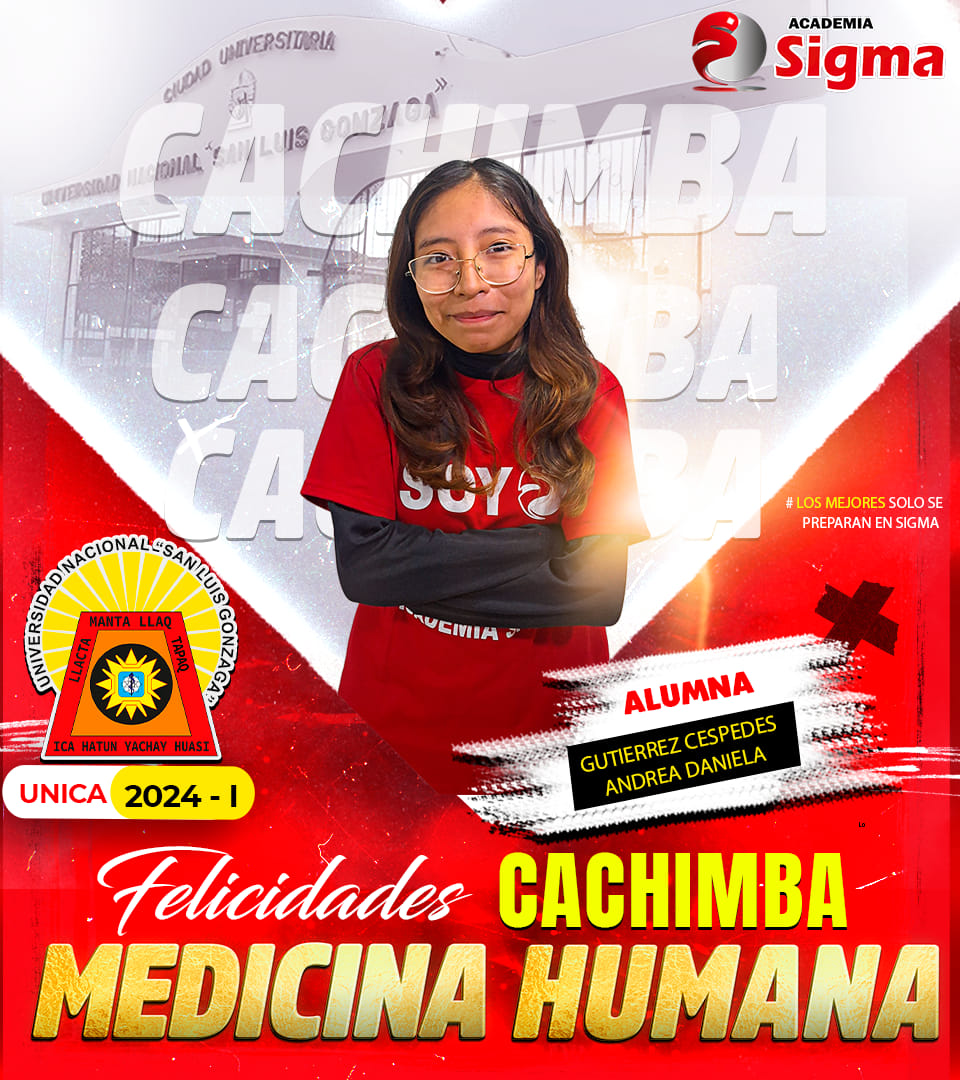 ACADEMIA
Sigma
CIUDAD UNIVERSITARIA
UNIVERSIDAD NACIONAL "SAN LUIS GONZAGA"
CACHIMBA
CACHIMBA
CACHIMBA
SOY
ACADEMIA S
# LOS MEJORES SOLO SE
PREPARAN EN SIGMA
UNIVERSIDAD NACIONAL "SAN LUIS GONZAGA"
MANTA LLAQ
LLACTA
TAPAQ
ICA HATUN YACHAY HUASI
UNICA 2024 - I
ALUMNA
GUTIERREZ CESPEDES
ANDREA DANIELA
Felicidades CACHIMBA
MEDICINA HUMANA